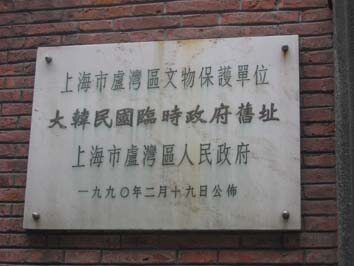 上海市盧灣區文物保護單位
大韓民國臨時政府舊址
上海市盧灣區人民政府
一九九〇年二月十九日公佈